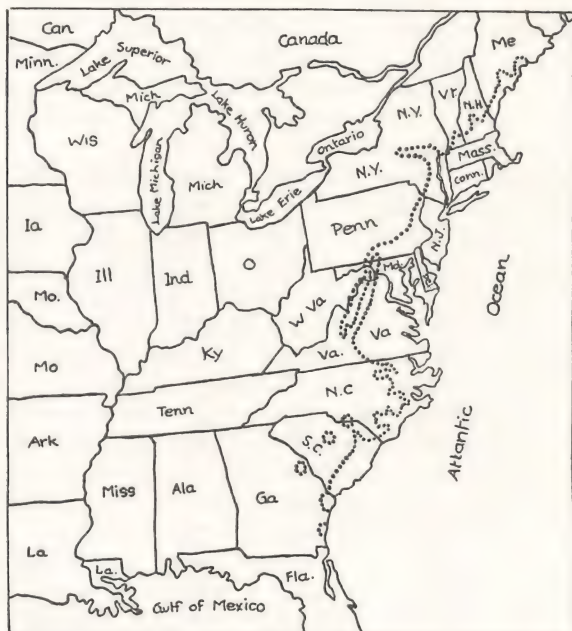 Can
Canada
Me
Minn.
Lake Superior
Mich
Lake Huron
N.Y.
Vt.
N.H.
Wis
Ontario
Mass.
Lake Michigan
Mich
N.Y.
Conn.
Lake Erie
Ia
Penn
N.J.
Ill
Ind
O
Md.
Ocean
Mo.
W Va
Va
Mo
Ky
Va.
N.C
Tenn
Atlantic
Ark
S.C.
Miss
Ala
Ga
La
La.
Fla.
Gulf of Mexico